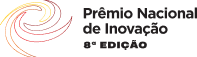 Prêmio Nacional
de Inovação
8ª EDIÇÃO